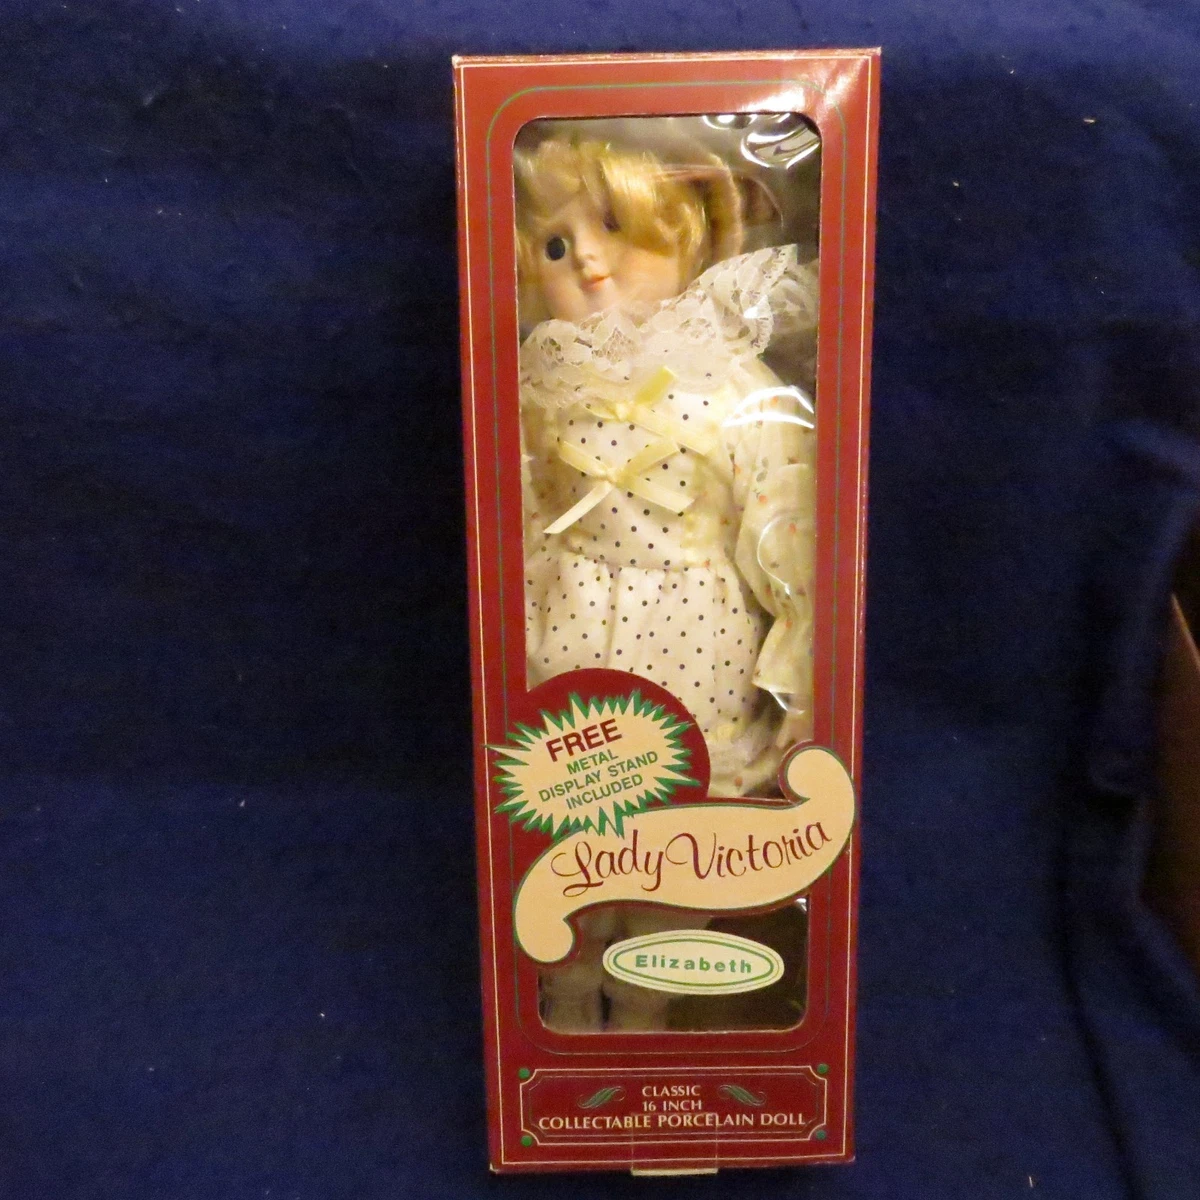 FREE
METAL
DISPLAY STAND
INCLUDED
Lady Victoria
Elizabeth
CLASSIC
16 INCH
COLLECTABLE PORCELAIN DOLL